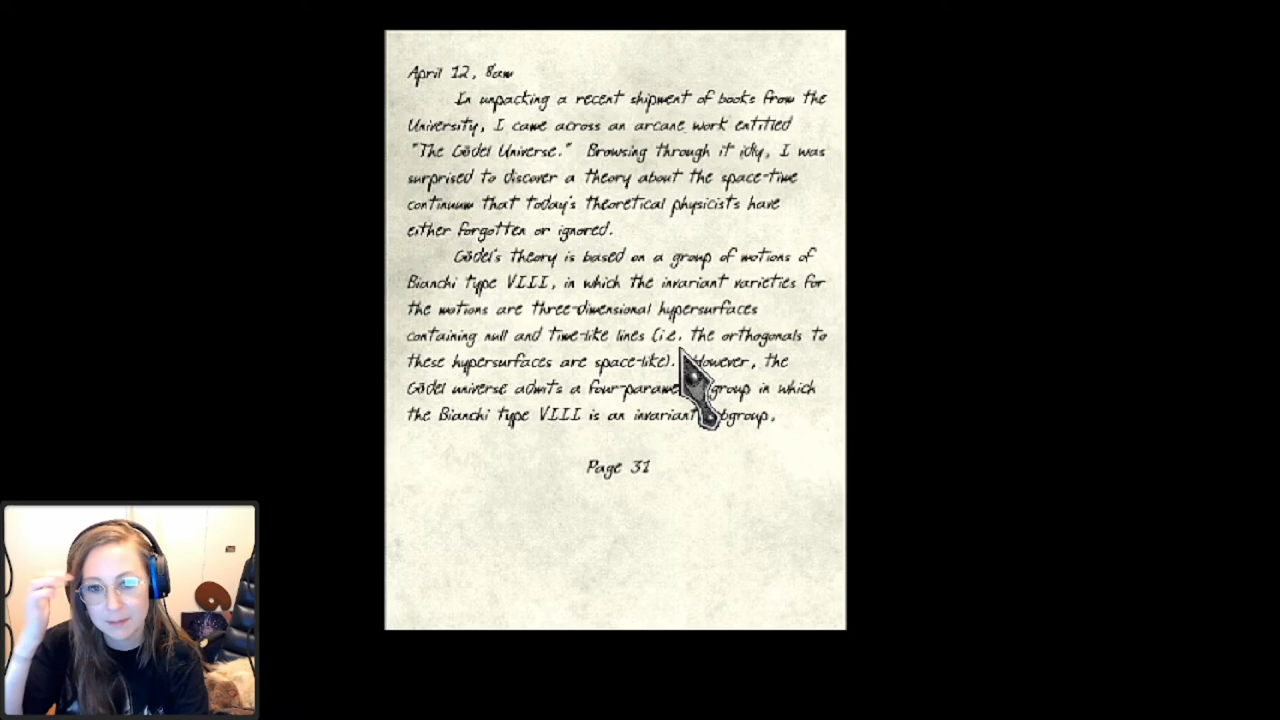 April 12, 8am
In unpacking a recent shipment of books from the
University, I came across an arcane work entitled
"The Gödel Universe." Browsing through it idly, I was
surprised to discover a theory about the space-time
continuum that today's theoretical physicists have
either forgotten or ignored.
Gödel's theory is based on a group of motions of
Bianchi type VIII, in which the invariant varieties for
the motions are three-dimensional hypersurfaces
containing null and time-like lines (i.e. the orthogonals to
these hypersurfaces are space-like). However, the
Gödel universe admits a four-parame group in which
the Bianchi type VIII is an invariant bgroup.
Page 31